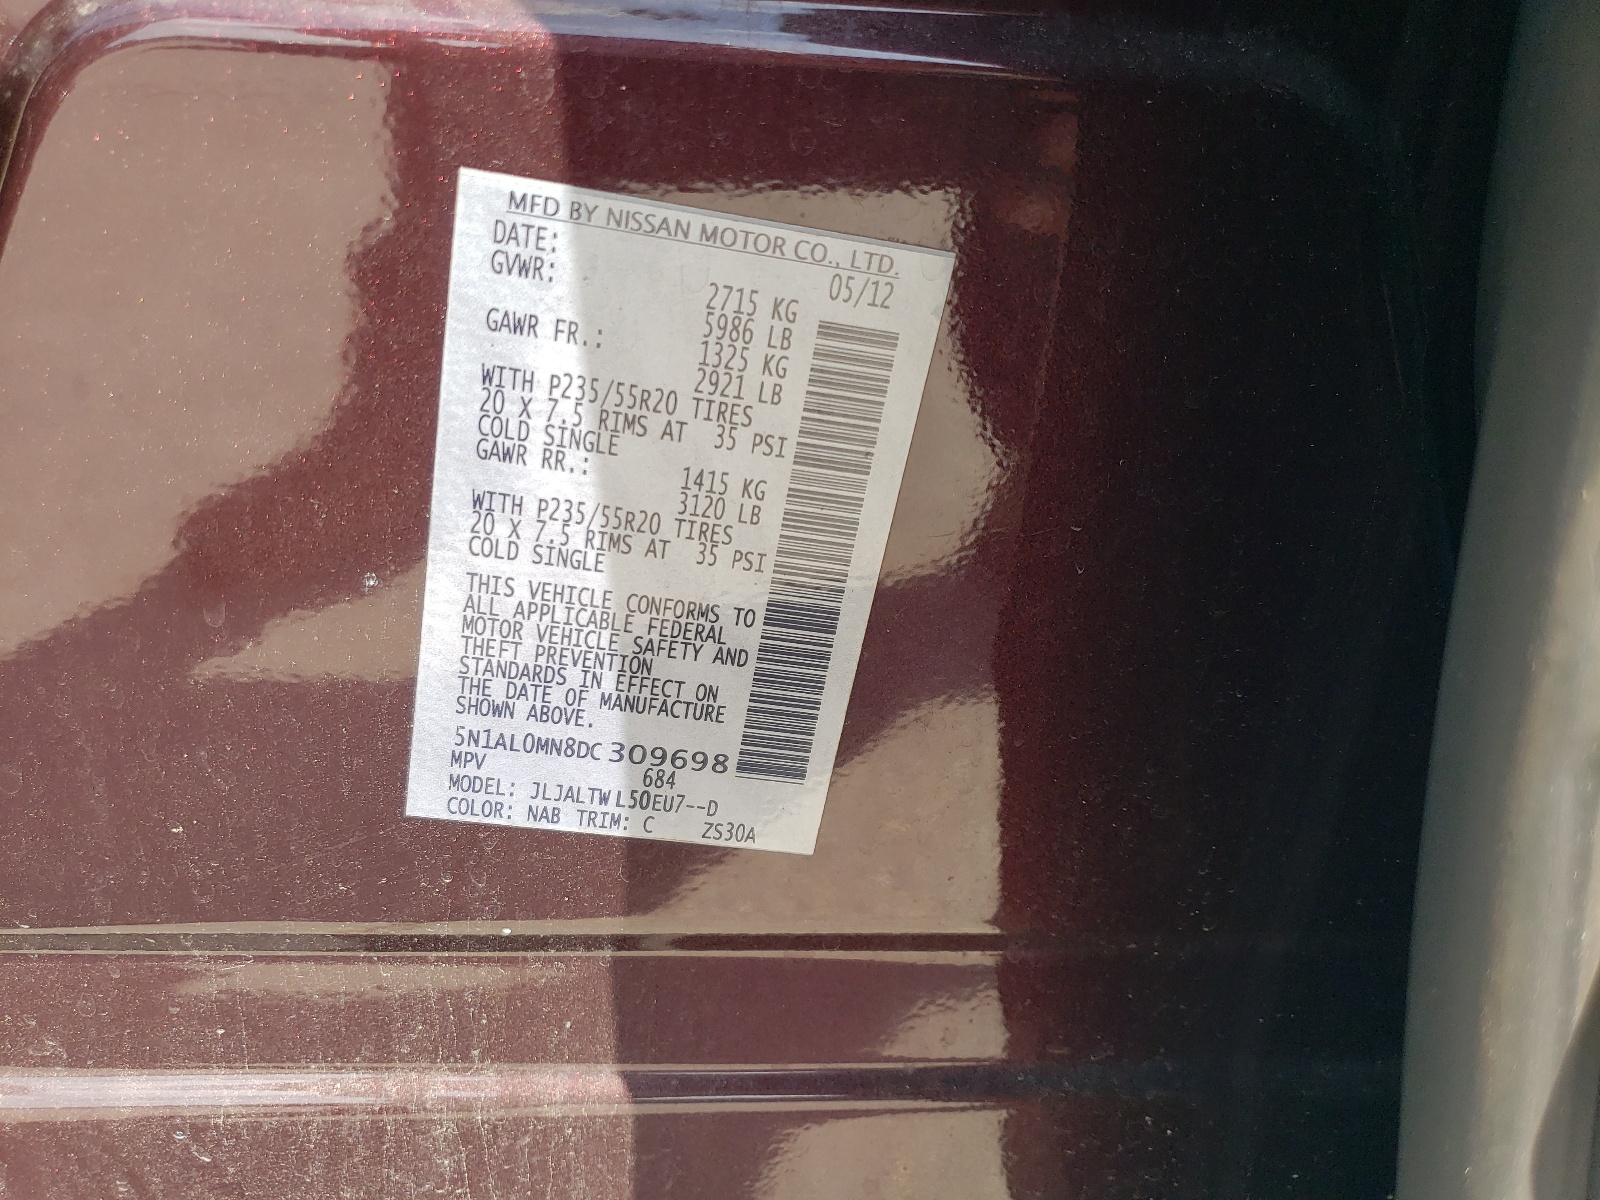 MFD BY NISSAN MOTOR CO., LTD.
DATE: 05/12
GVWR: 2715 KG
5986 LB
GAWR FR.: 1325 KG
2921 LB
WITH P235/55R20 TIRES
20 X 7.5 RIMS AT 35 PSI
COLD SINGLE
GAWR RR.: 1415 KG
3120 LB
WITH P235/55R20 TIRES
20 X 7.5 RIMS AT 35 PSI
COLD SINGLE
THIS VEHICLE CONFORMS TO
ALL APPLICABLE FEDERAL
MOTOR VEHICLE SAFETY AND
THEFT PREVENTION
STANDARDS IN EFFECT ON
THE DATE OF MANUFACTURE
SHOWN ABOVE.
5N1AL0MN8DC 309698
MPV 684
MODEL: JLJALTWL50EU7--D
COLOR: NAB TRIM: C ZS30A